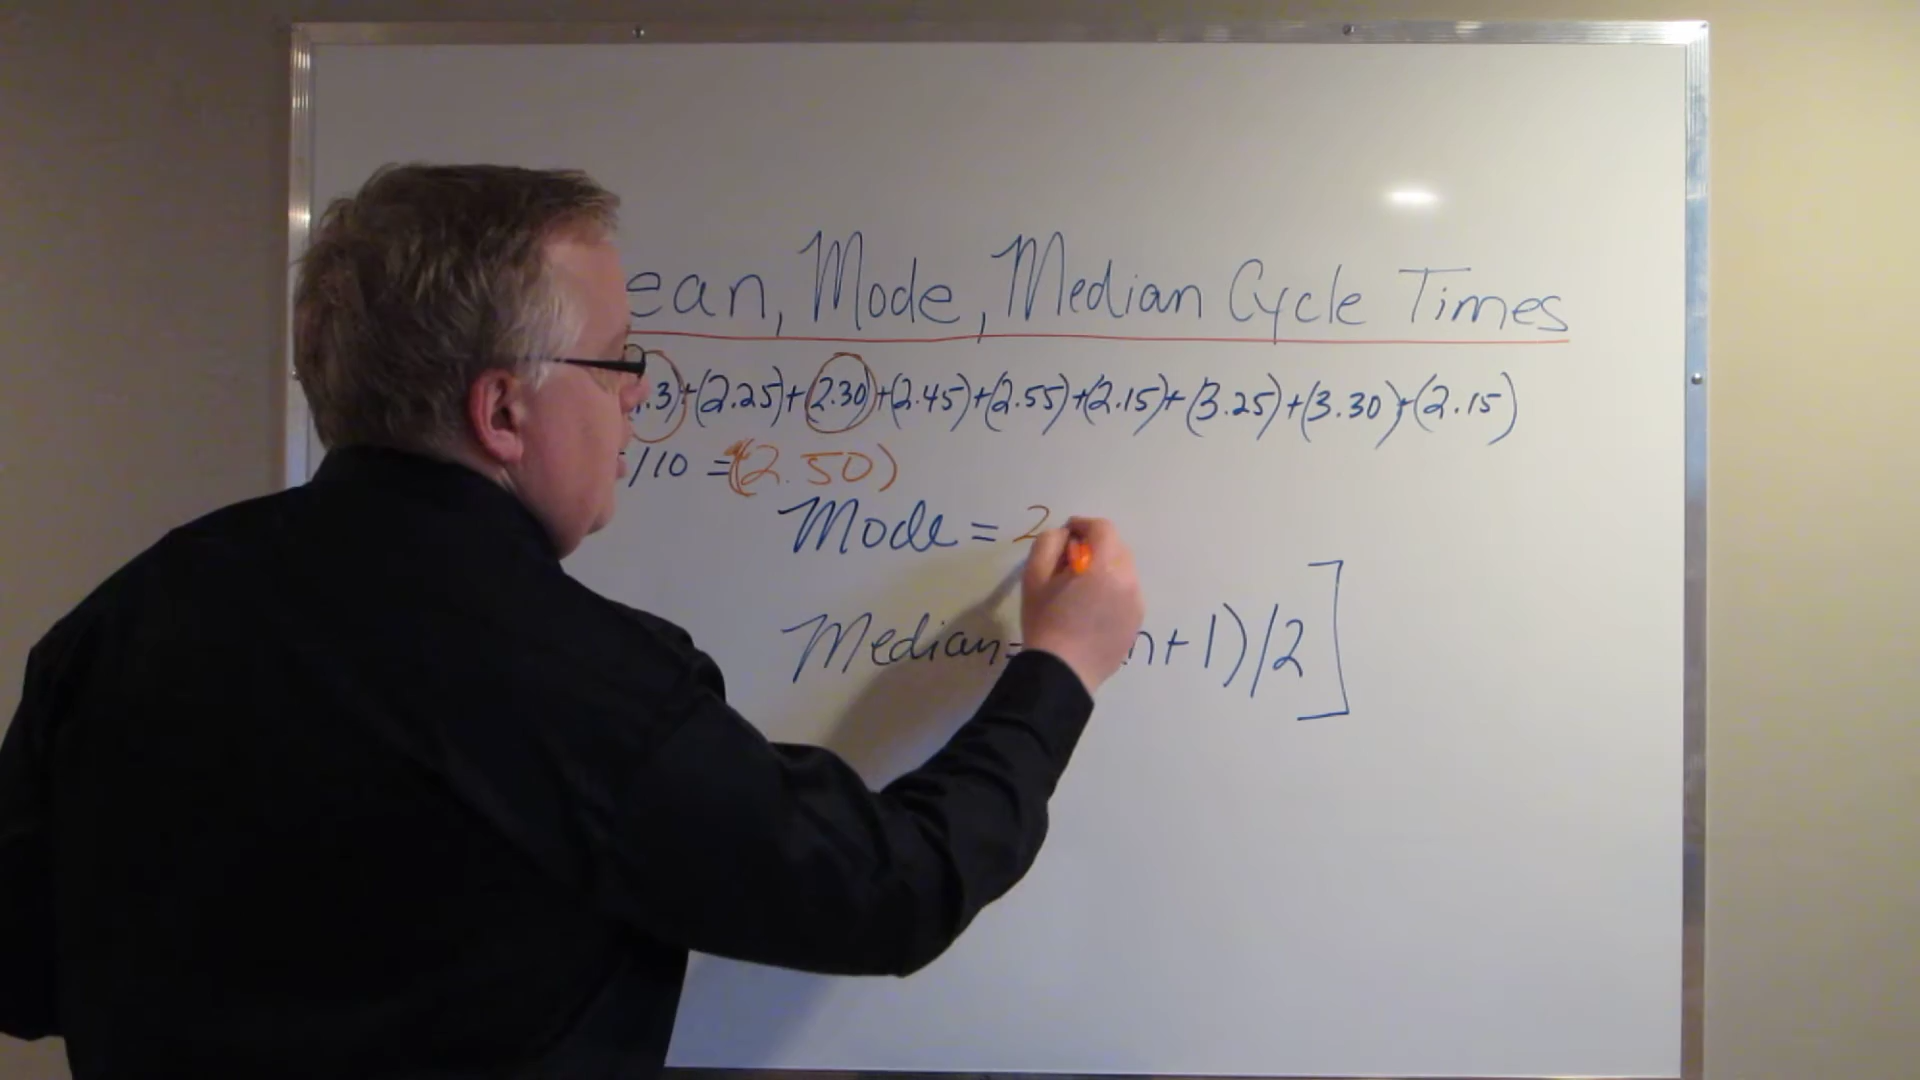 ean, Mode, Median Cycle Times
.3)+(2.25)+(2.30)+(2.45)+(2.55)+(2.15)+(3.25)+(3.30)+(2.15)
/10 =(2.50)
Mode = 2
Median= n+1)/2]